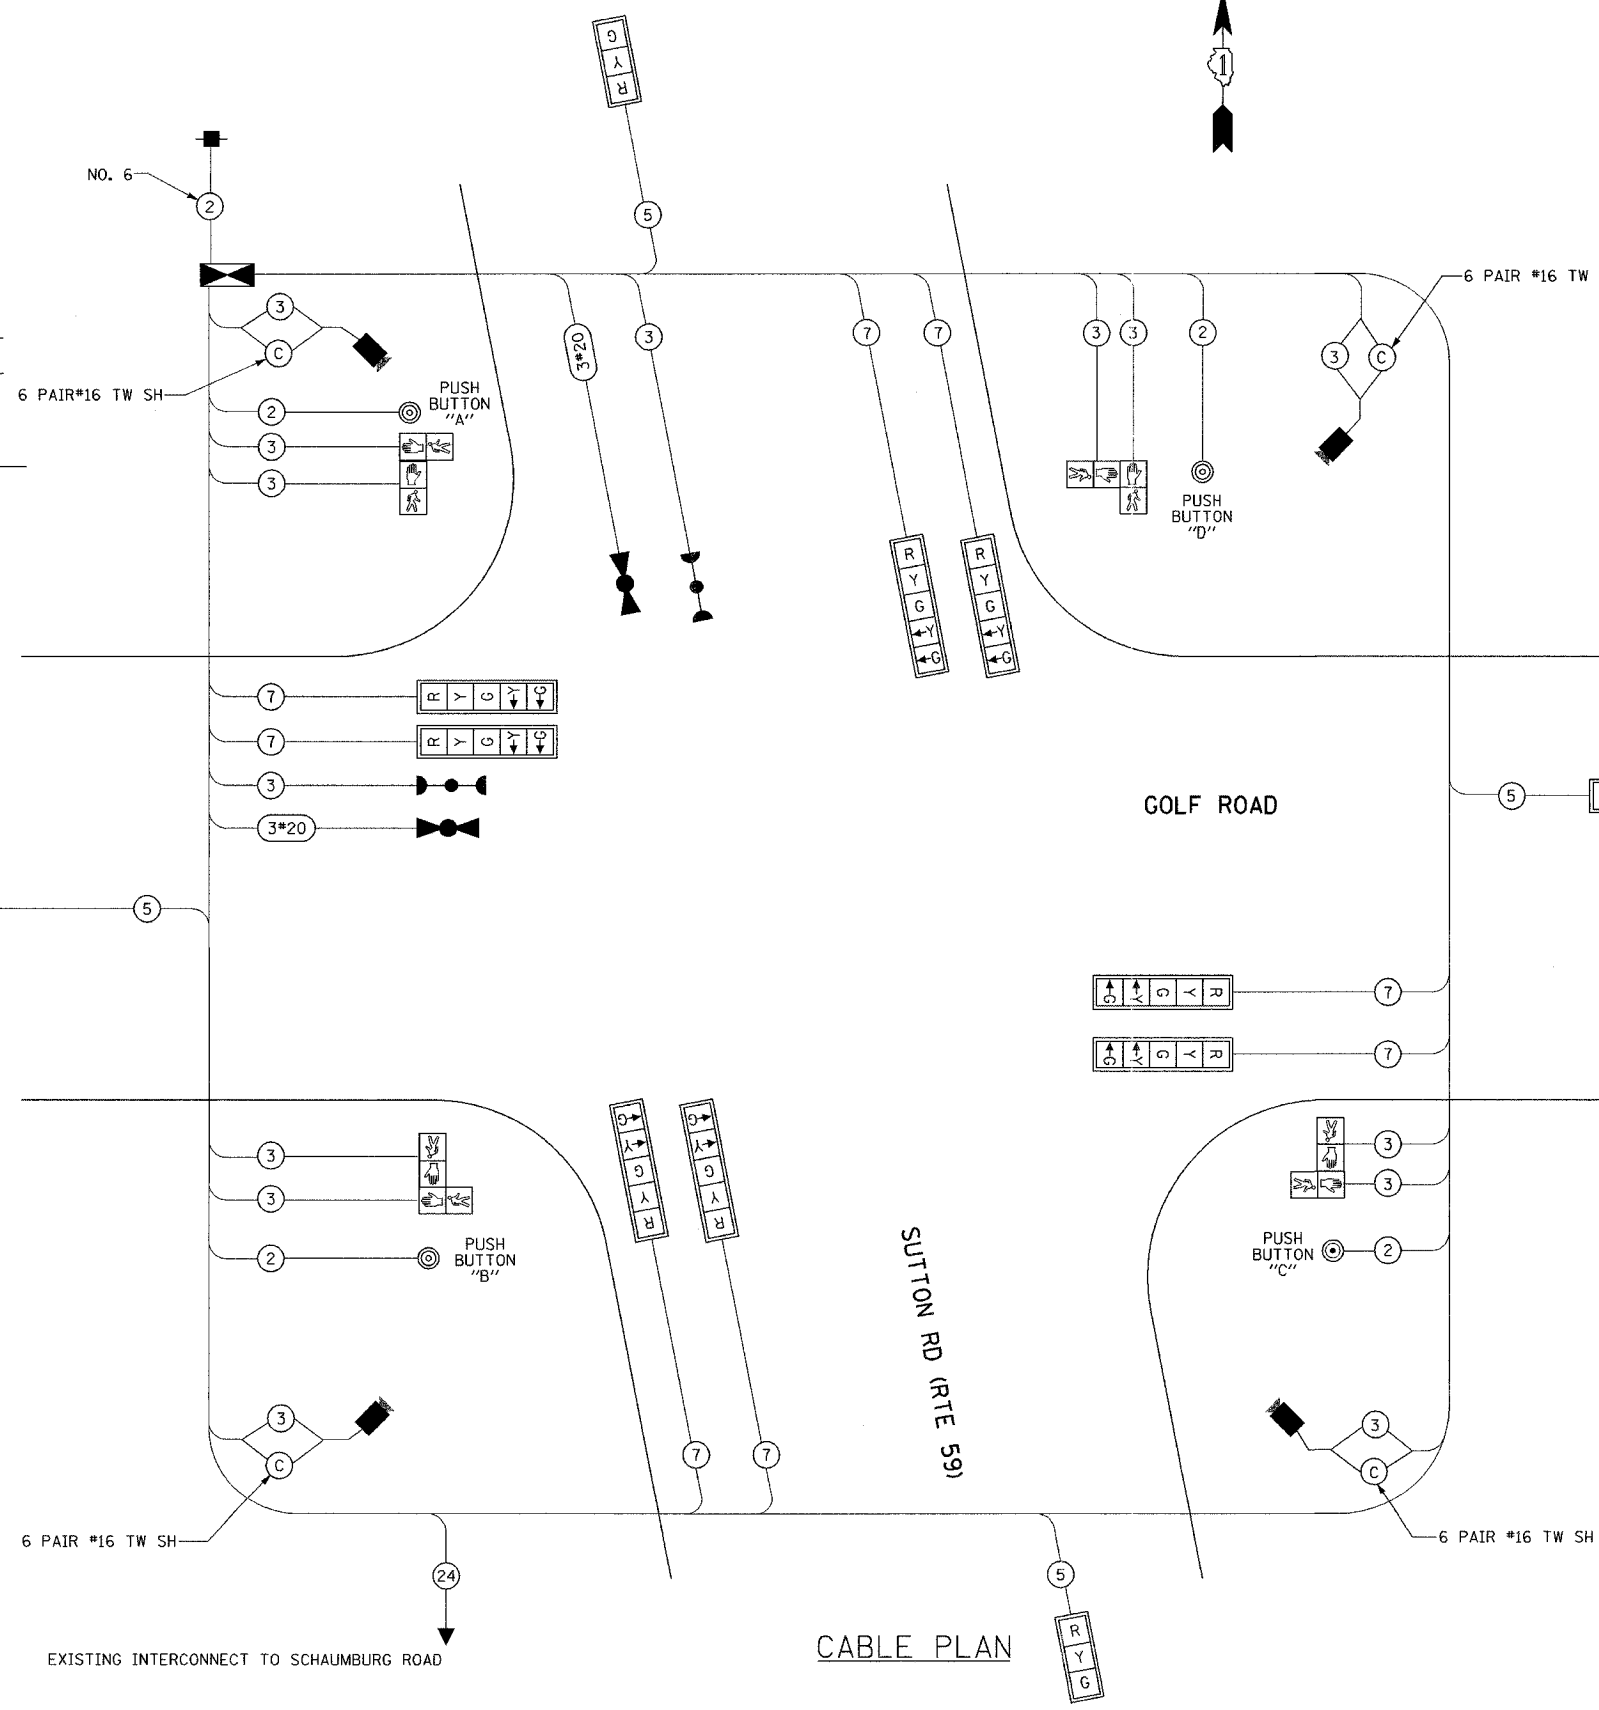 G
Y
R
1
NO. 6
2
5
6 PAIR #16 TW
3
C
6 PAIR#16 TW SH
3#20
3
7
7
3
3
2
3
C
PUSH
BUTTON
"A"
2
3
3
PUSH
BUTTON
"D"
R
Y
G
Y
G
R
Y
G
Y
G
7
R Y G Y G
7
R Y G Y G
3
3#20
GOLF ROAD
5
5
G Y G Y R
7
G Y G Y R
7
G
Y
G
Y
R
G
Y
G
Y
R
3
3
2
PUSH
BUTTON
"B"
3
3
PUSH
BUTTON
"C"
2
SUTTON RD (RTE 59)
3
C
7
7
3
C
6 PAIR #16 TW SH
6 PAIR #16 TW SH
24
5
R
Y
G
EXISTING INTERCONNECT TO SCHAUMBURG ROAD
CABLE PLAN